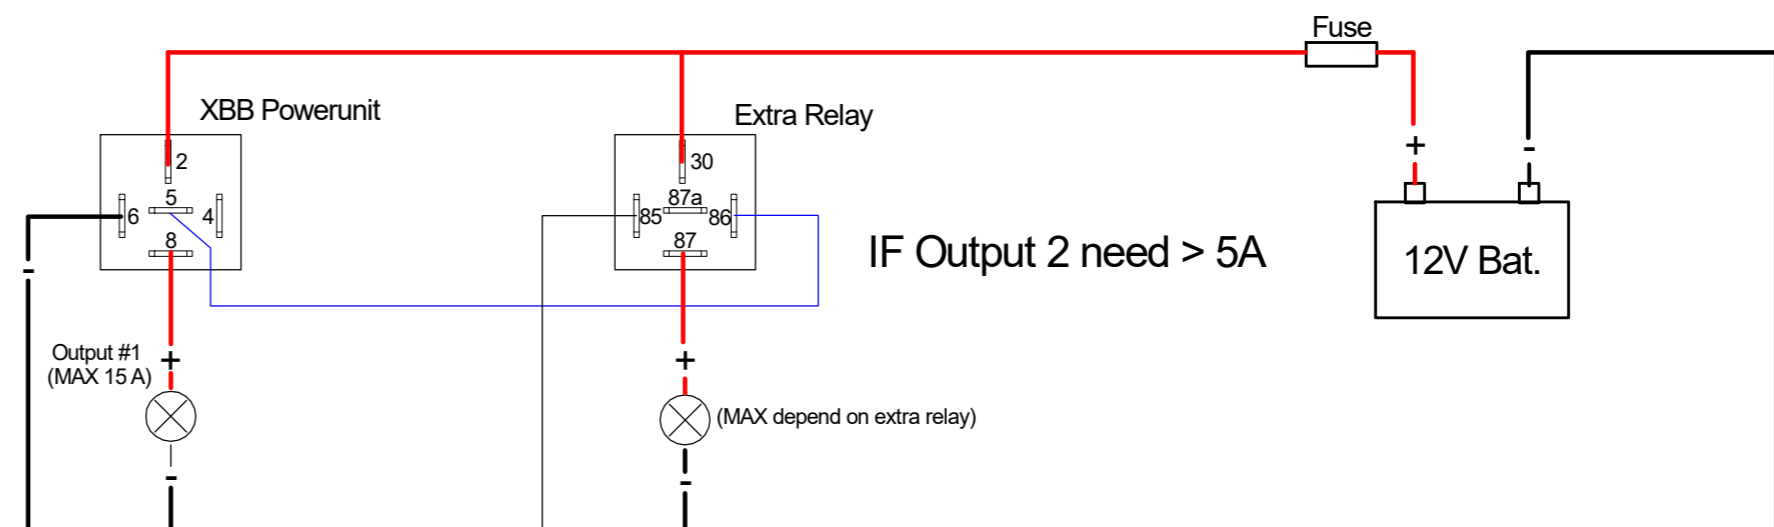 Fuse
XBB Powerunit
Extra Relay
2
30
+
-
5
87a
6
4
85
86
8
87
IF Output 2 need > 5A
12V Bat.
-
Output #1
(MAX 15 A)
+
+
(MAX depend on extra relay)
-
-